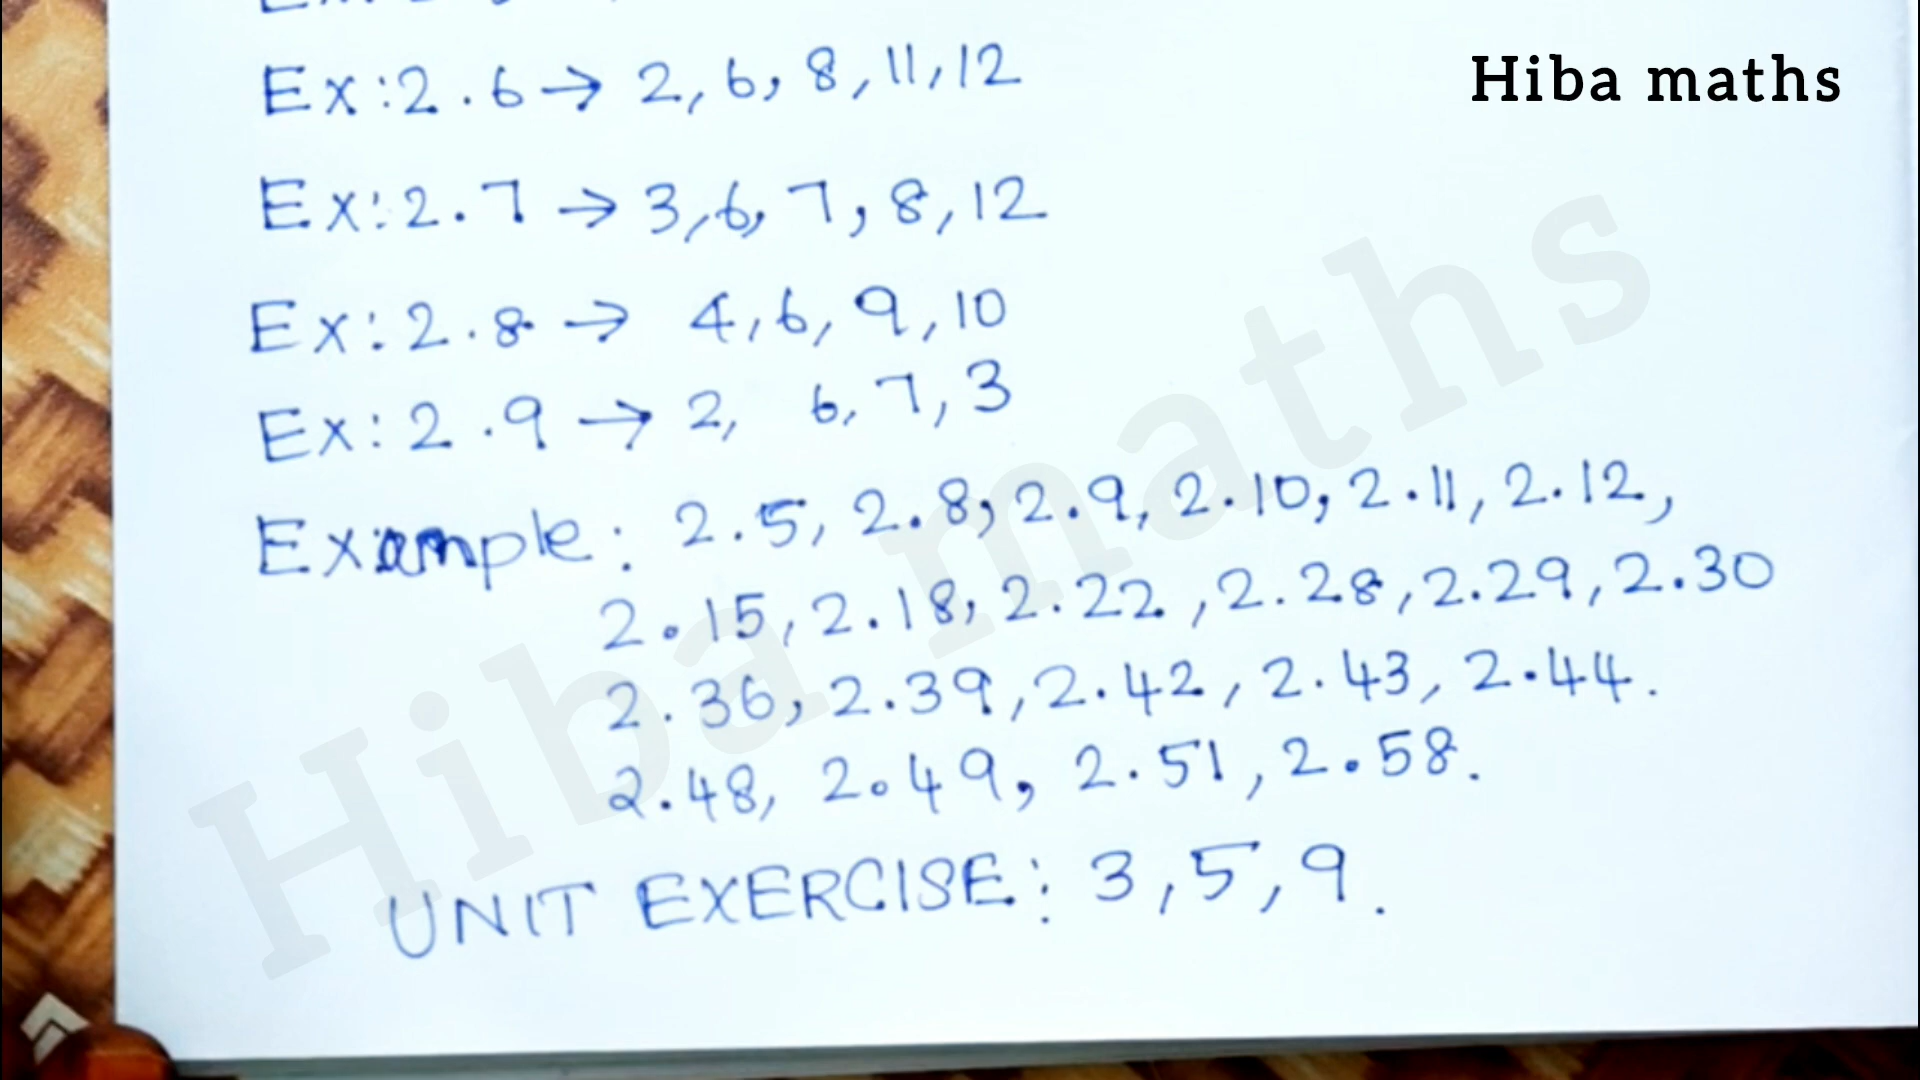 Hiba maths
Ex:2.6→ 2, 6, 8, 11, 12
Ex:2.7→ 3, 6, 7, 8, 12
Ex:2.8→ 4, 6, 9, 10
Ex:2.9→ 2, 6, 7, 3
Example: 2.5, 2.8, 2.9, 2.10, 2.11, 2.12,
2.15, 2.18, 2.22, 2.28, 2.29, 2.30
2.36, 2.39, 2.42, 2.43, 2.44.
2.48, 2.49, 2.51, 2.58.
UNIT EXERCISE: 3, 5, 9.
Hiba maths